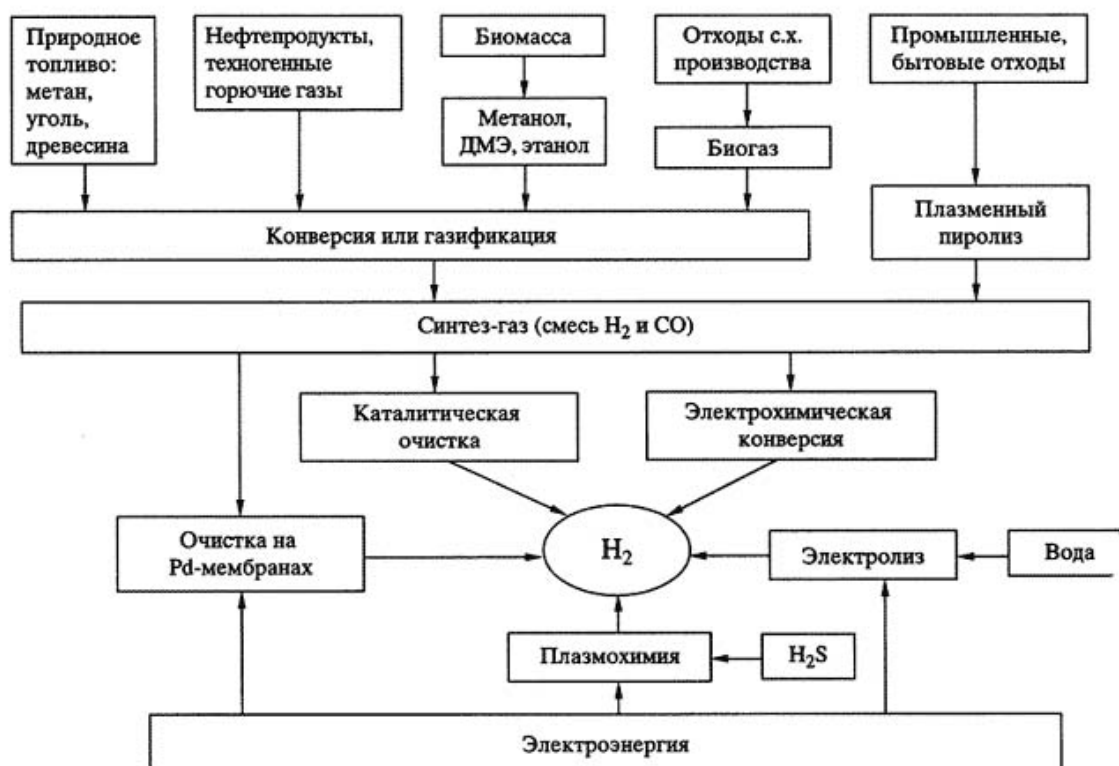 Природное
топливо:
метан,
уголь,
древесина
Нефтепродукты,
техногенные
горючие газы
Биомасса
Отходы с.х.
производства
Промышленные,
бытовые отходы
Метанол,
ДМЭ, этанол
Биогаз
Плазменный
пиролиз
Конверсия или газификация
Синтез-газ (смесь H₂ и CO)
Каталитическая
очистка
Электрохимическая
конверсия
Очистка на
Pd-мембранах
H₂
Электролиз
Вода
Плазмохимия
H₂S
Электроэнергия